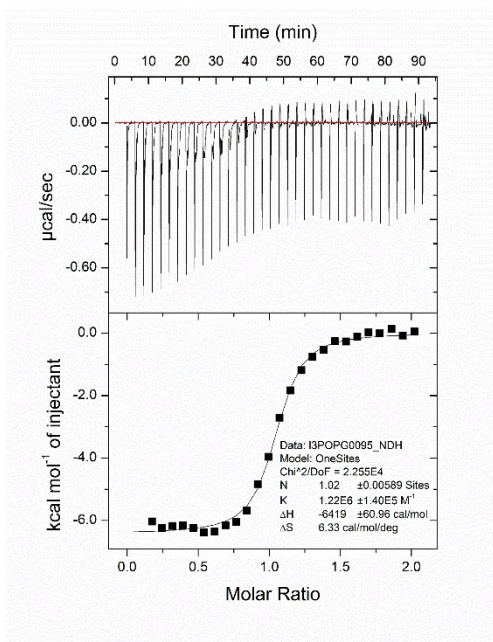 Time (min)
0 10 20 30 40 50 60 70 80 90
0.00
-0.20
-0.40
-0.60
µcal/sec
0.0
-2.0
-4.0
-6.0
kcal mol⁻¹ of injectant
Data: I3POPG0095_NDH
Model: OneSites
Chi^2/DoF = 2.255E4
N 1.02 ±0.00589 Sites
K 1.22E6 ±1.40E5 M⁻¹
ΔH -6419 ±60.96 cal/mol
ΔS 6.33 cal/mol/deg
0.0 0.5 1.0 1.5 2.0
Molar Ratio